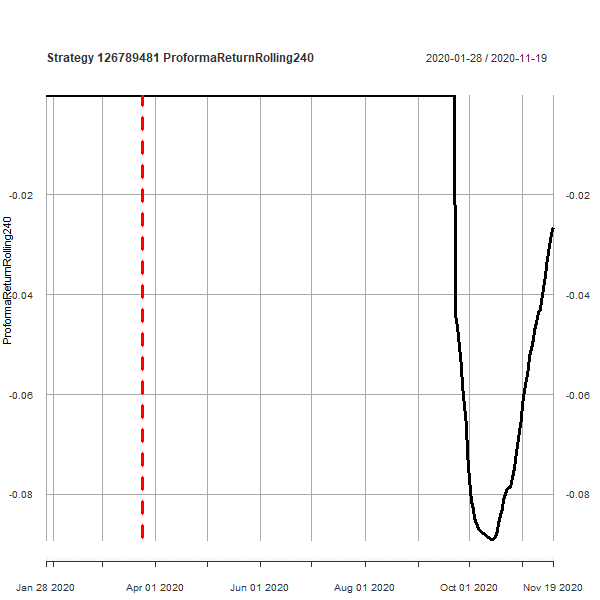 Strategy 126789481 ProformaReturnRolling240
2020-01-28 / 2020-11-19
ProformaReturnRolling240
-0.02
-0.04
-0.06
-0.08
-0.02
-0.04
-0.06
-0.08
Jan 28 2020
Apr 01 2020
Jun 01 2020
Aug 01 2020
Oct 01 2020
Nov 19 2020